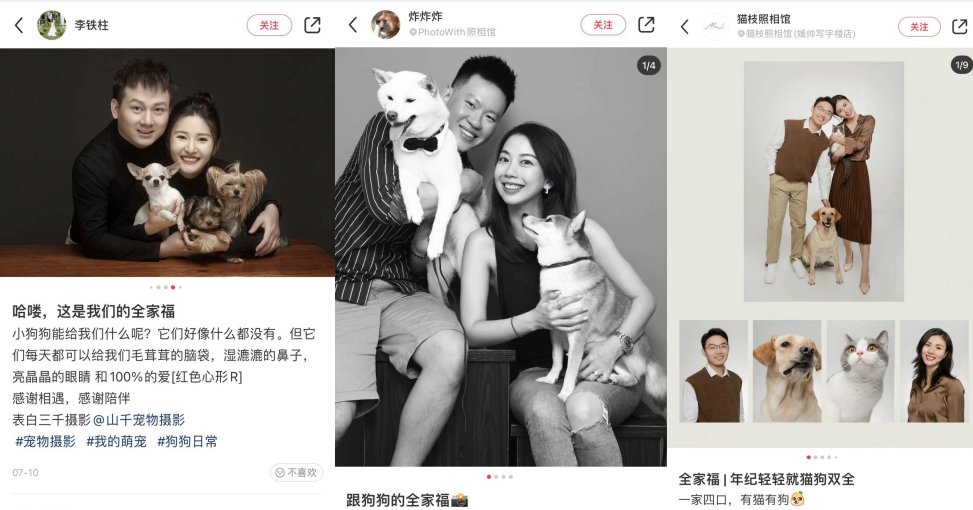 李铁柱
关注
哈喽，这是我们的全家福
小狗狗能给我们什么呢？它们好像什么都没有。但它
们每天都可以给我们毛茸茸的脑袋，湿漉漉的鼻子，
亮晶晶的眼睛 和100%的爱[红色心形R]
感谢相遇，感谢陪伴
表白三千摄影@山千宠物摄影
#宠物摄影 #我的萌宠 #狗狗日常
07-10
不喜欢
炸炸炸
PhotoWith照相馆
关注
1/4
跟狗狗的全家福📸
猫枝照相馆
猫枝照相馆(媛帅写字楼店)
关注
1/9
全家福 | 年纪轻轻就猫狗双全
一家四口，有猫有狗